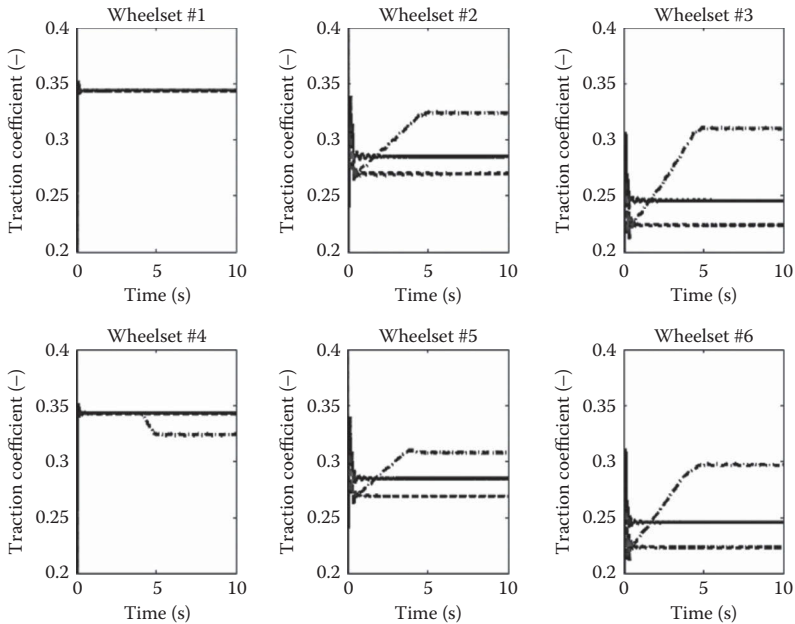 Wheelset #1
Traction coefficient (–)
0.4
0.35
0.3
0.25
0.2
0
5
10
Time (s)
Wheelset #2
Traction coefficient (–)
0.4
0.35
0.3
0.25
0.2
0
5
10
Time (s)
Wheelset #3
Traction coefficient (–)
0.4
0.35
0.3
0.25
0.2
0
5
10
Time (s)
Wheelset #4
Traction coefficient (–)
0.4
0.35
0.3
0.25
0.2
0
5
10
Time (s)
Wheelset #5
Traction coefficient (–)
0.4
0.35
0.3
0.25
0.2
0
5
10
Time (s)
Wheelset #6
Traction coefficient (–)
0.4
0.35
0.3
0.25
0.2
0
5
10
Time (s)